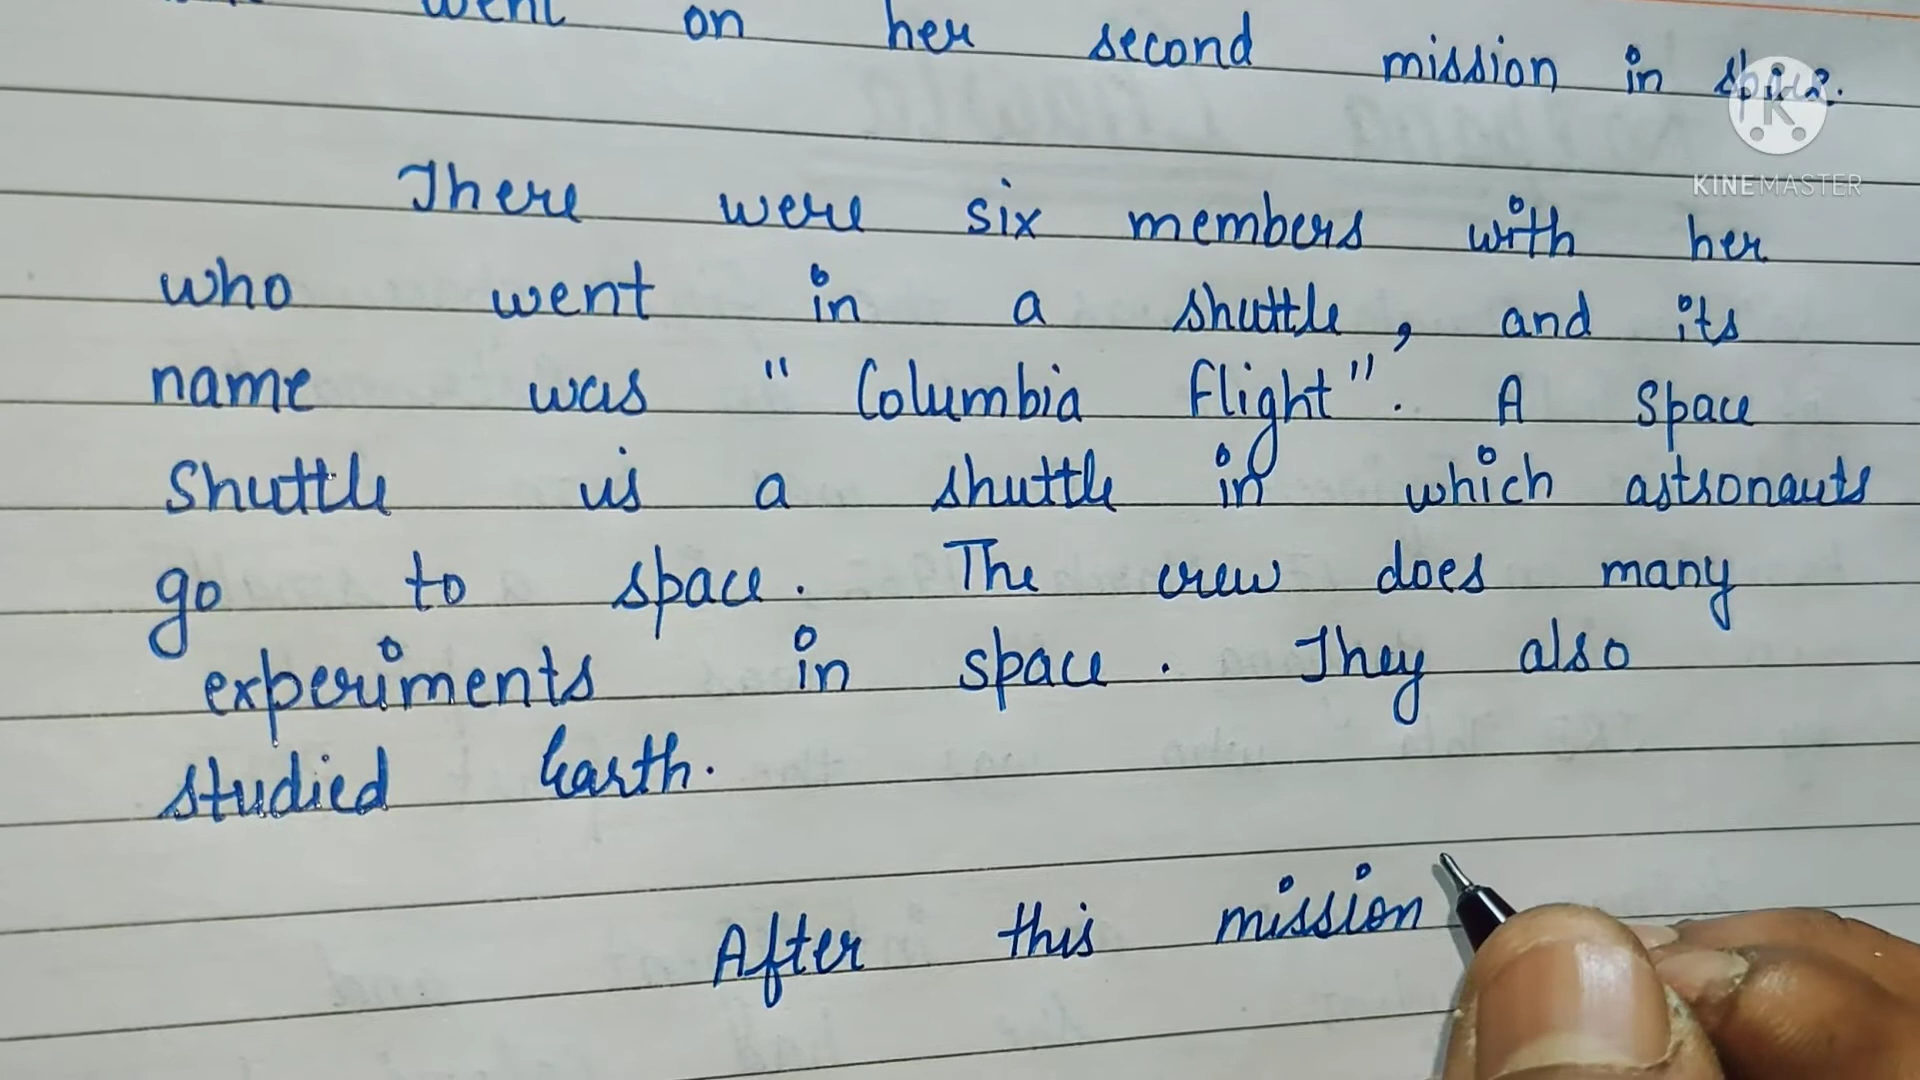 went on her second mission in space.
KINEMASTER
There were six members with her
who went in a shuttle, and its
name was "Columbia flight". A space
shuttle is a shuttle in which astronauts
go to space. The crew does many
experiments in space. They also
studied Earth.
After this mission